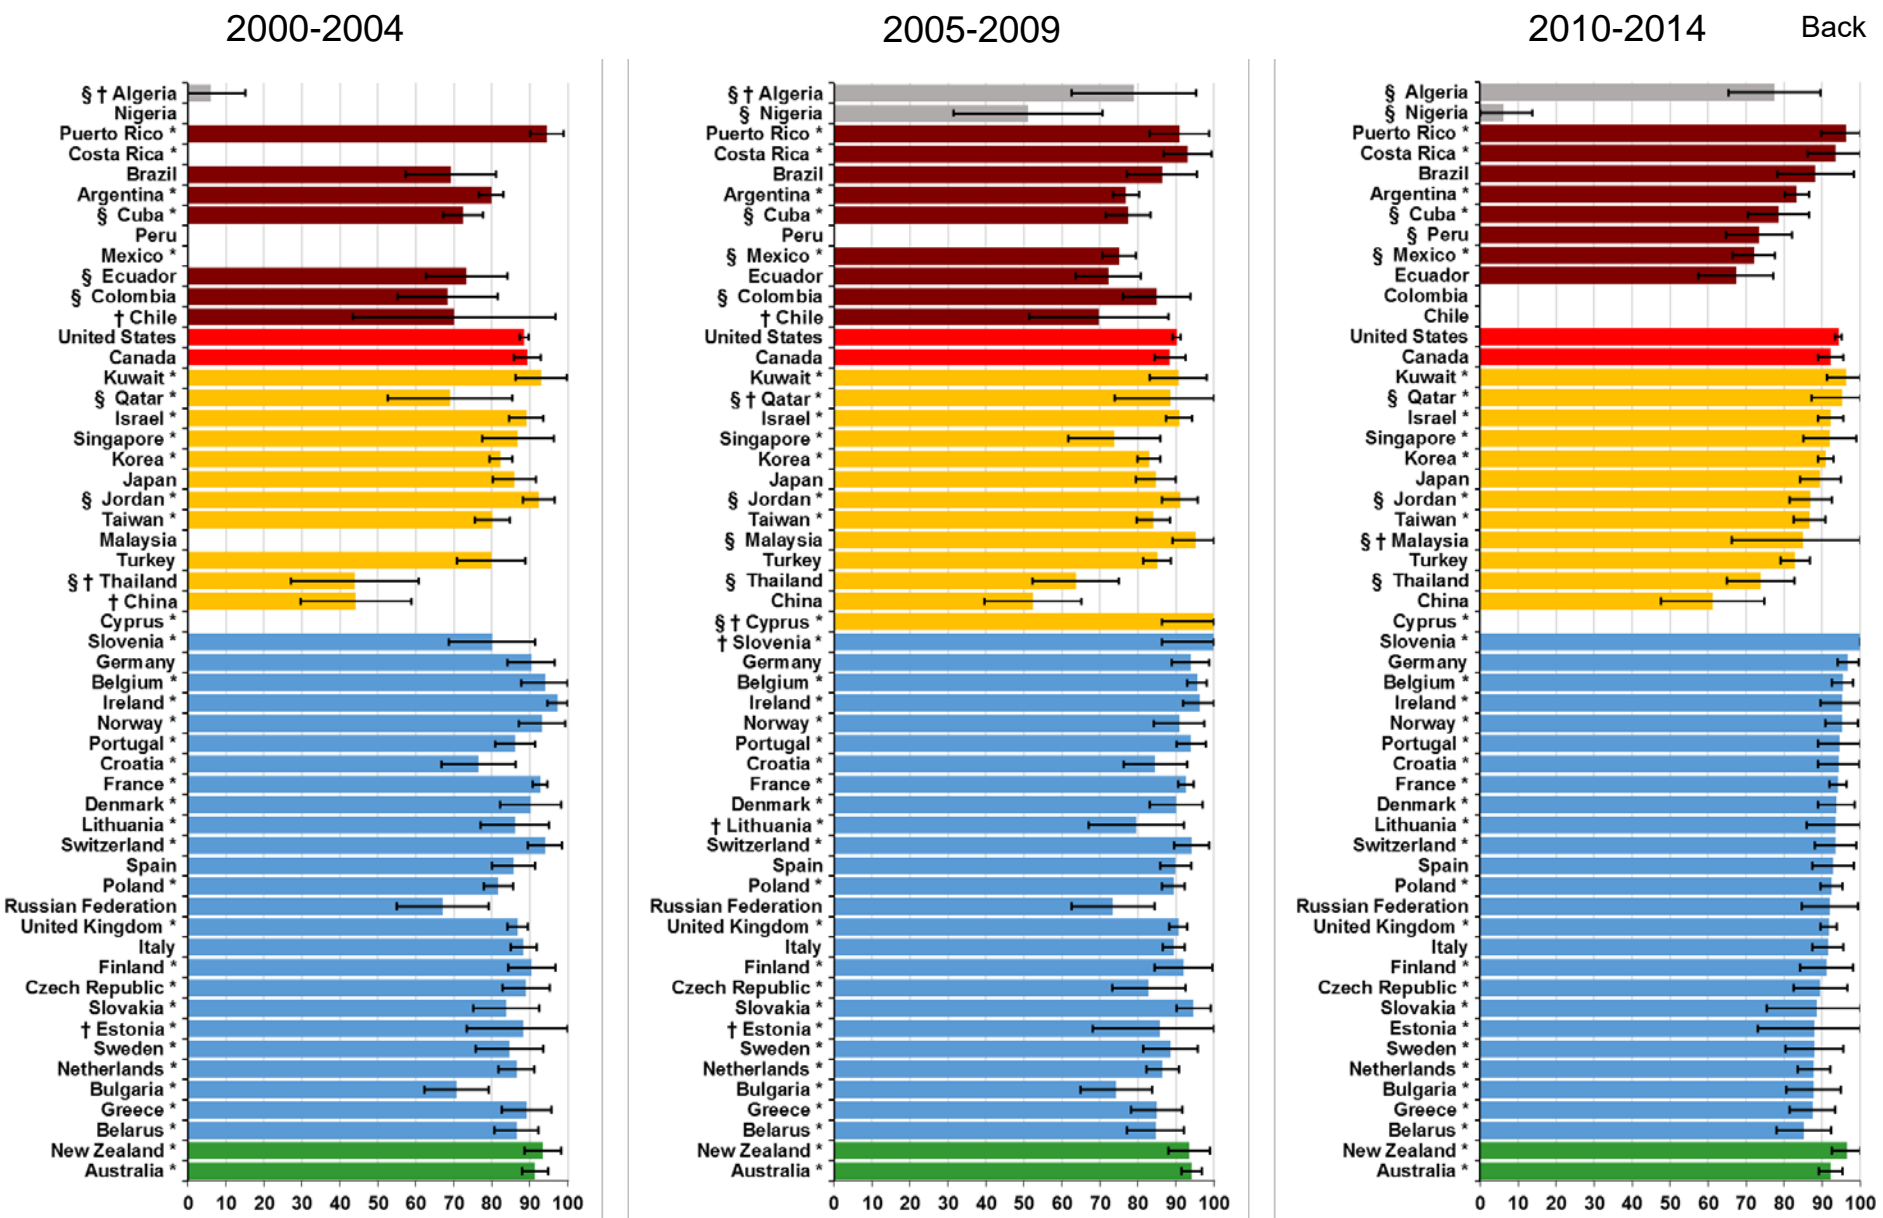 2000-2004
2005-2009
2010-2014
Back
§ † Algeria
Nigeria
Puerto Rico *
Costa Rica *
Brazil
Argentina *
§ Cuba *
Peru
Mexico *
§ Ecuador
§ Colombia
† Chile
United States
Canada
Kuwait *
§ Qatar *
Israel *
Singapore *
Korea *
Japan
§ Jordan *
Taiwan *
Malaysia
Turkey
§ † Thailand
† China
Cyprus *
Slovenia *
Germany
Belgium *
Ireland *
Norway *
Portugal *
Croatia *
France *
Denmark *
Lithuania *
Switzerland *
Spain
Poland *
Russian Federation
United Kingdom *
Italy
Finland *
Czech Republic *
Slovakia *
† Estonia *
Sweden *
Netherlands *
Bulgaria *
Greece *
Belarus *
New Zealand *
Australia *
0 10 20 30 40 50 60 70 80 90 100
§ † Algeria
§ Nigeria
Puerto Rico *
Costa Rica *
Brazil
Argentina *
§ Cuba *
Peru
§ Mexico *
Ecuador
§ Colombia
† Chile
United States
Canada
Kuwait *
§ † Qatar *
Israel *
Singapore *
Korea *
Japan
§ Jordan *
Taiwan *
§ Malaysia
Turkey
§ Thailand
China
§ † Cyprus *
† Slovenia *
Germany
Belgium *
Ireland *
Norway *
Portugal *
Croatia *
France *
Denmark *
† Lithuania *
Switzerland *
Spain
Poland *
Russian Federation
United Kingdom *
Italy
Finland *
Czech Republic *
Slovakia *
† Estonia *
Sweden *
Netherlands *
Bulgaria *
Greece *
Belarus *
New Zealand *
Australia *
0 10 20 30 40 50 60 70 80 90 100
§ Algeria
§ Nigeria
Puerto Rico *
Costa Rica *
Brazil
Argentina *
§ Cuba *
§ Peru
§ Mexico *
Ecuador
Colombia
Chile
United States
Canada
Kuwait *
§ Qatar *
Israel *
Singapore *
Korea *
Japan
§ Jordan *
Taiwan *
§ † Malaysia
Turkey
§ Thailand
China
Cyprus *
Slovenia *
Germany
Belgium *
Ireland *
Norway *
Portugal *
Croatia *
France *
Denmark *
Lithuania *
Switzerland *
Spain
Poland *
Russian Federation
United Kingdom *
Italy
Finland *
Czech Republic *
Slovakia *
Estonia *
Sweden *
Netherlands *
Bulgaria *
Greece *
Belarus *
New Zealand *
Australia *
0 10 20 30 40 50 60 70 80 90 100